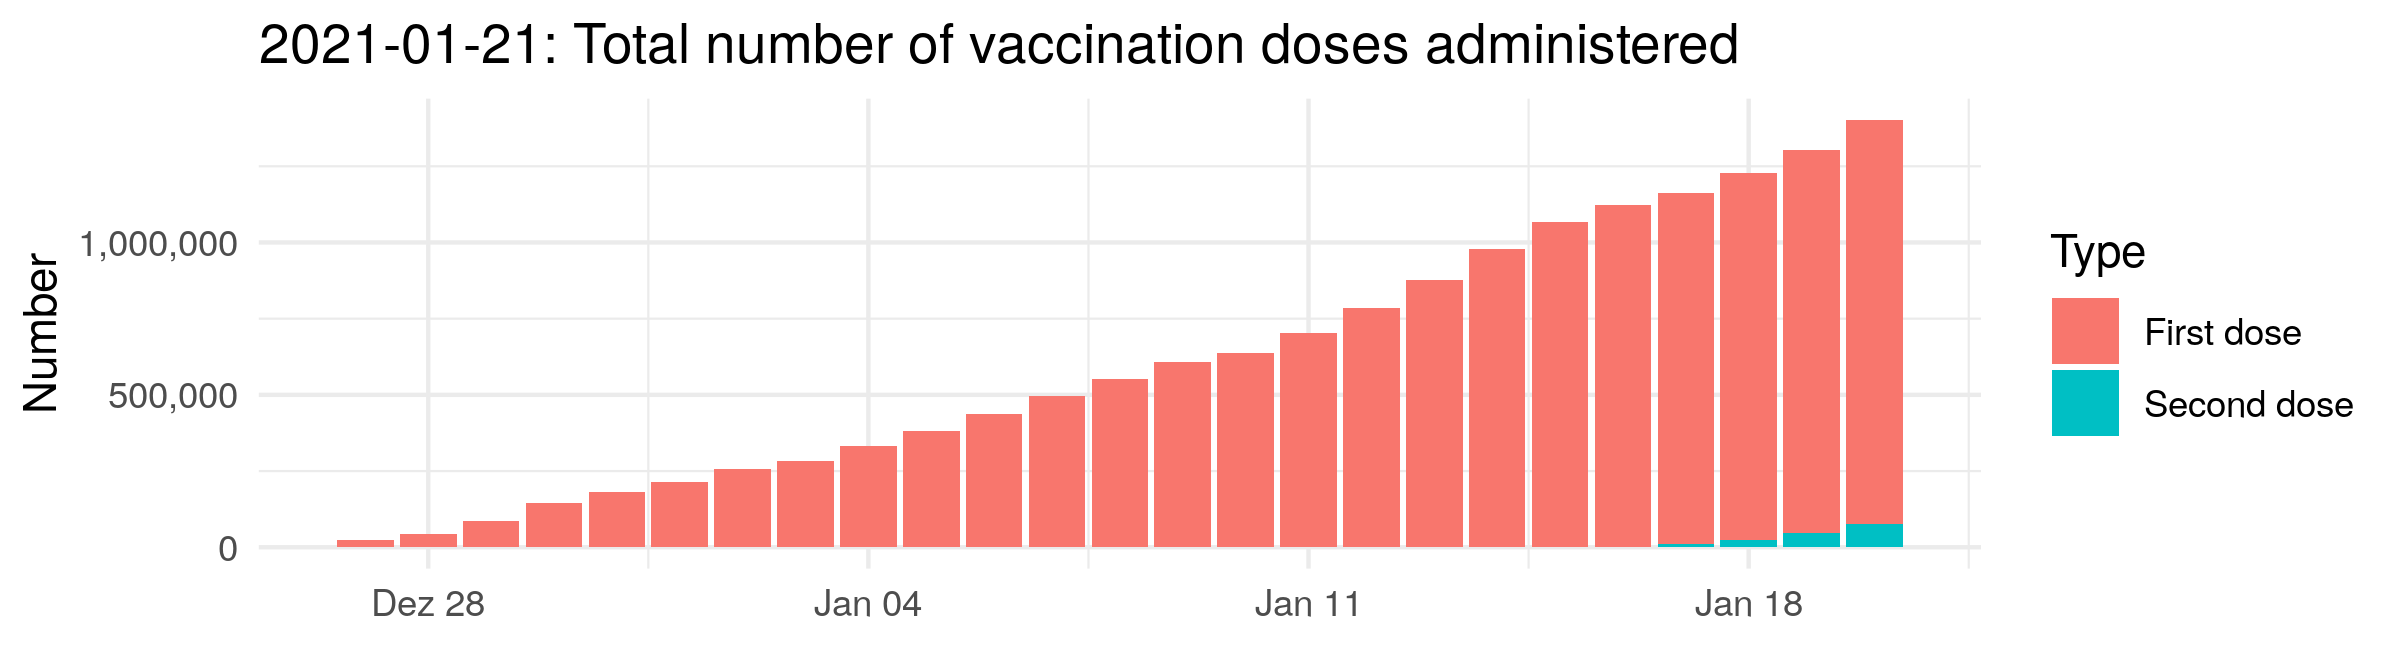 2021-01-21: Total number of vaccination doses administered
Number
1,000,000
500,000
0
Dez 28
Jan 04
Jan 11
Jan 18
Type
First dose
Second dose